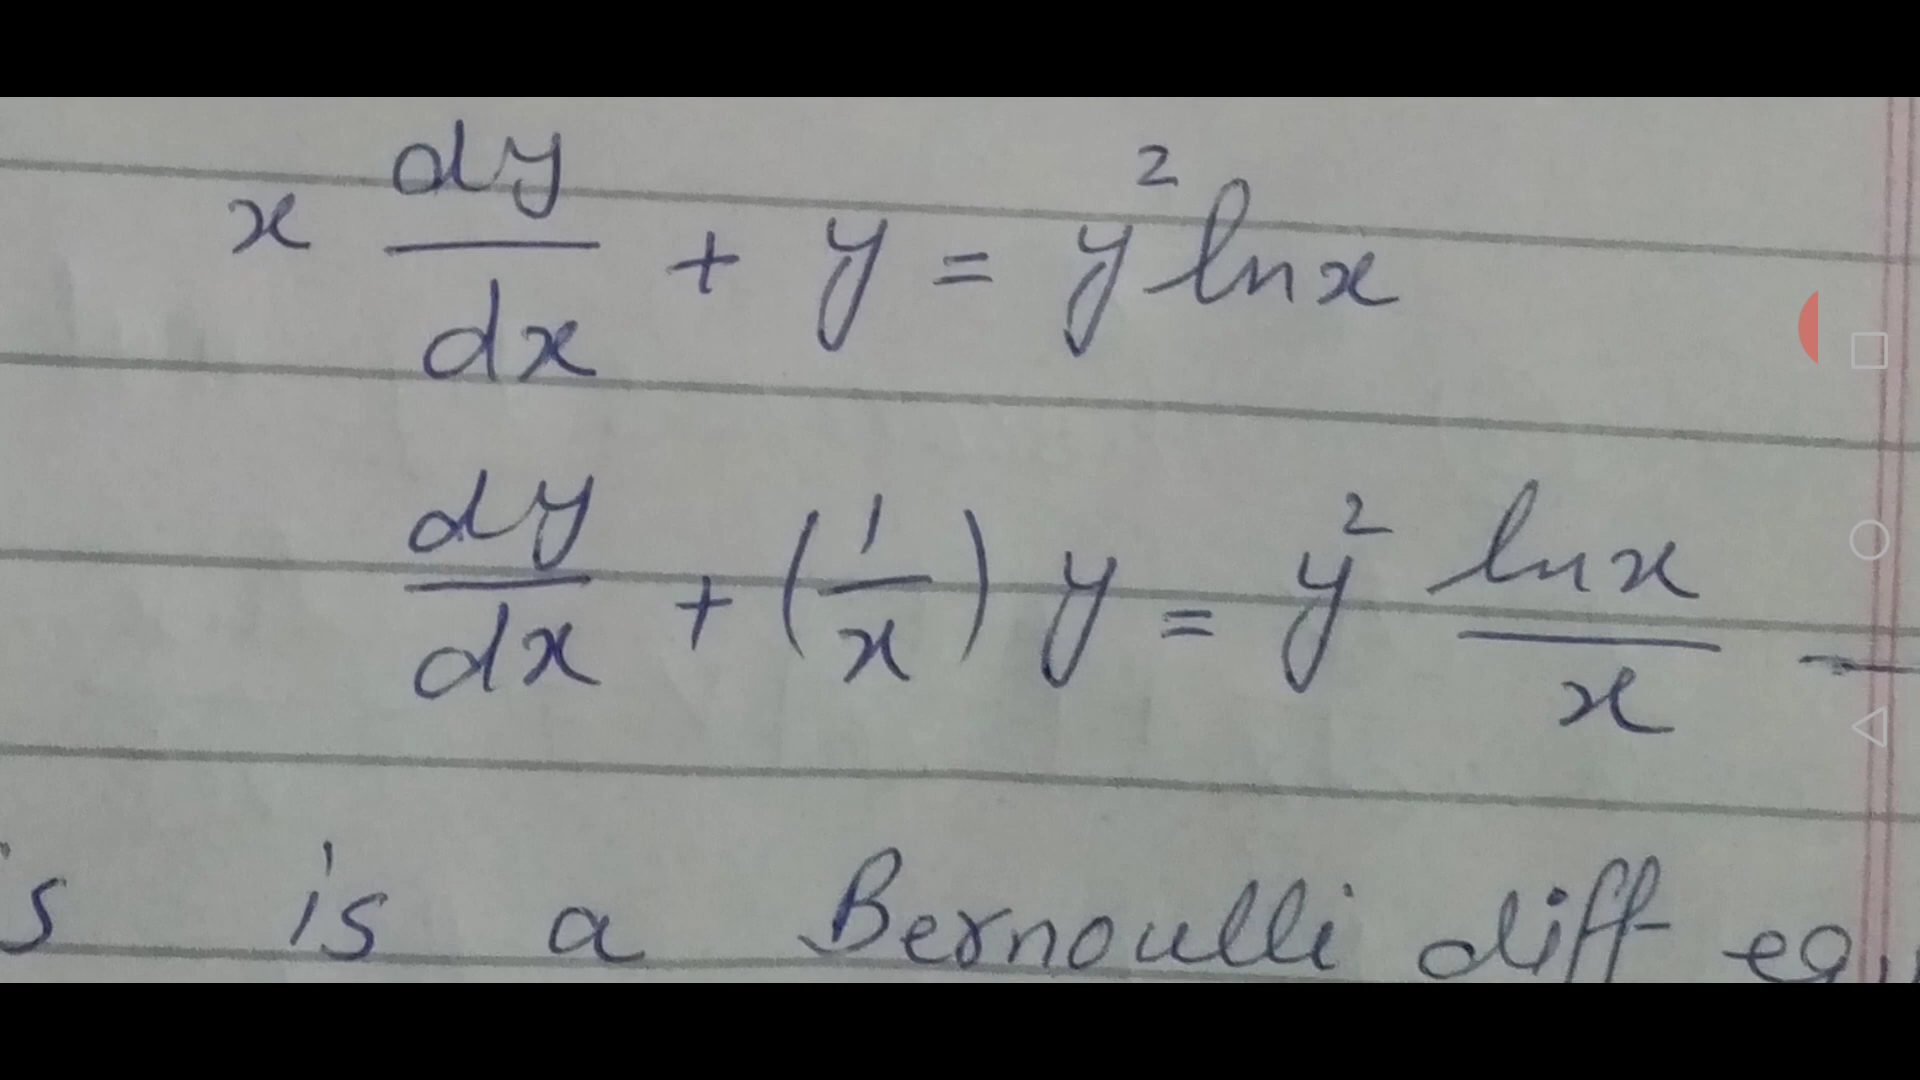 x dy/dx + y = y² ln x
dy/dx + (1/x) y = y² ln x / x
is a Bernoulli diff eq